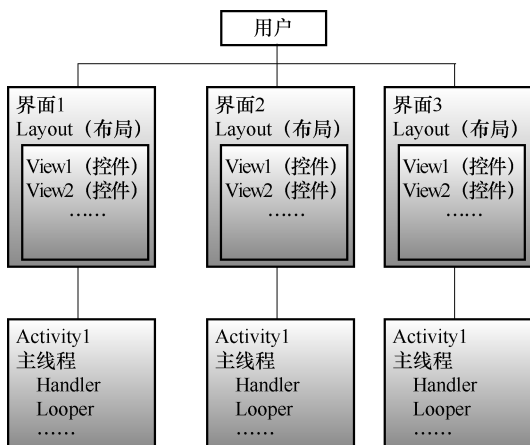 用户
界面1
Layout（布局）
View1（控件）
View2（控件）
……
界面2
Layout（布局）
View1（控件）
View2（控件）
……
界面3
Layout（布局）
View1（控件）
View2（控件）
……
Activity1
主线程
Handler
Looper
……
Activity1
主线程
Handler
Looper
……
Activity1
主线程
Handler
Looper
……